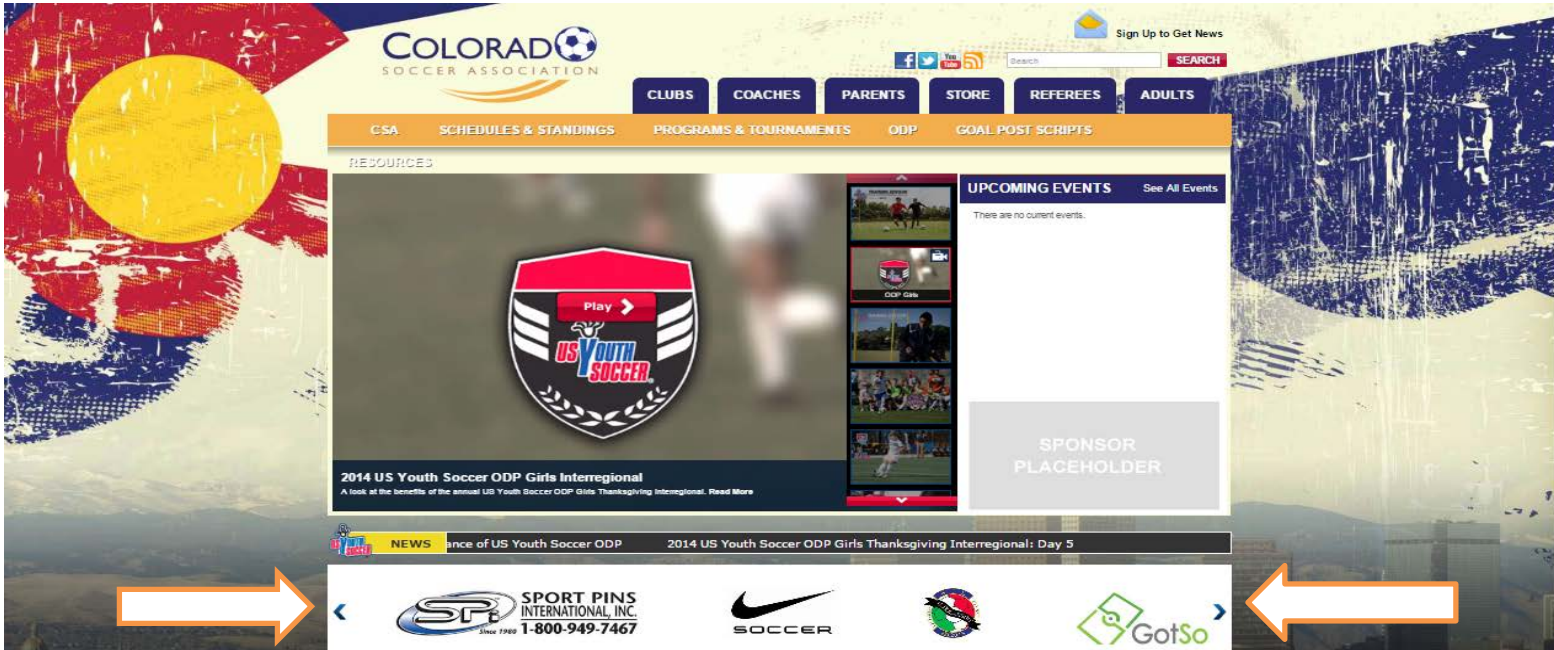 COLORADO
SOCCER ASSOCIATION
Sign Up to Get News
f You Tube Search SEARCH
CLUBS COACHES PARENTS STORE REFEREES ADULTS
CSA SCHEDULES & STANDINGS PROGRAMS & TOURNAMENTS ODP GOAL POST SCRIPTS
RESOURCES
Play
US YOUTH
SOCCER
ODP Girls
UPCOMING EVENTS See All Events
There are no current events.
SPONSOR
PLACEHOLDER
2014 US Youth Soccer ODP Girls Interregional
A look at the benefits of the annual US Youth Soccer ODP Girls Thanksgiving Interregional. Read More
NEWS ance of US Youth Soccer ODP 2014 US Youth Soccer ODP Girls Thanksgiving Interregional: Day 5
SPi
SPORT PINS
INTERNATIONAL, INC.
Since 1980 1-800-949-7467
SOCCER
GotSo